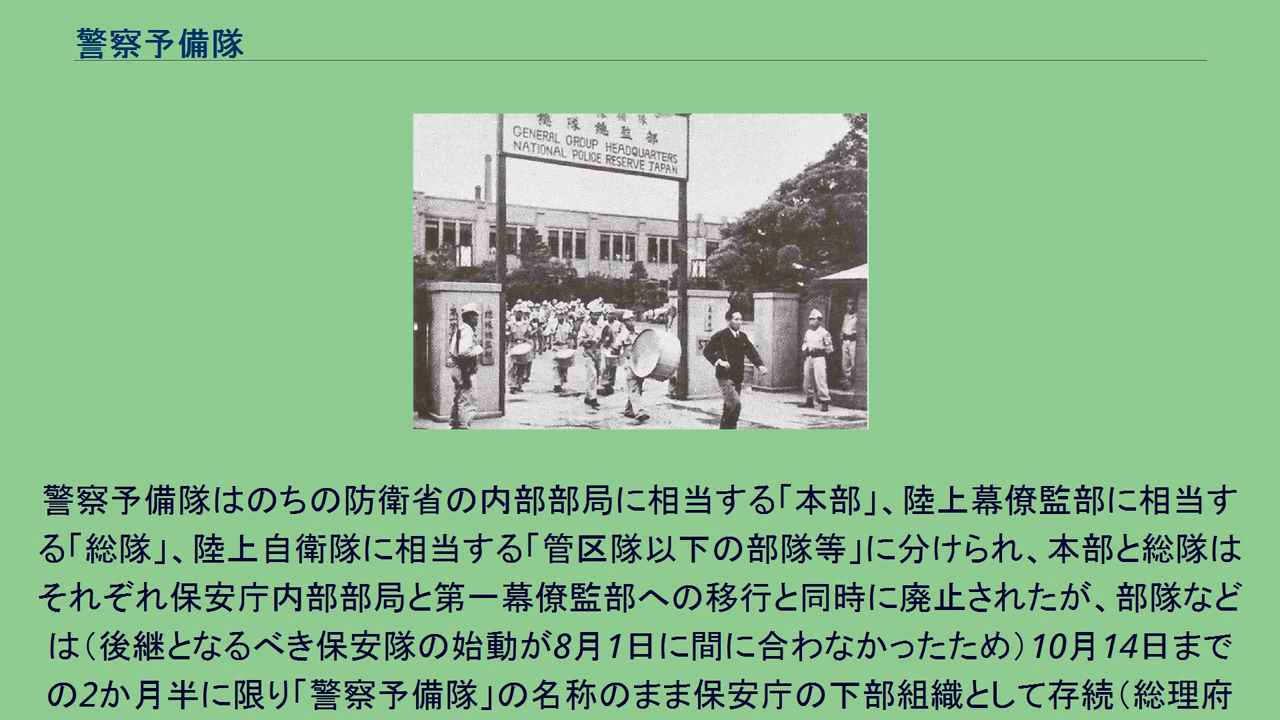 警察予備隊
總隊總監部
GENERAL GROUP HEADQUARTERS
NATIONAL POLICE RESERVE JAPAN
警察予備隊はのちの防衛省の内部部局に相当する「本部」、陸上幕僚監部に相当す
る「総隊」、陸上自衛隊に相当する「管区隊以下の部隊等」に分けられ、本部と総隊は
それぞれ保安庁内部部局と第一幕僚監部への移行と同時に廃止されたが、部隊など
は（後継となるべき保安隊の始動が8月1日に間に合わなかったため）10月14日まで
の2か月半に限り「警察予備隊」の名称のまま保安庁の下部組織として存続（総理府